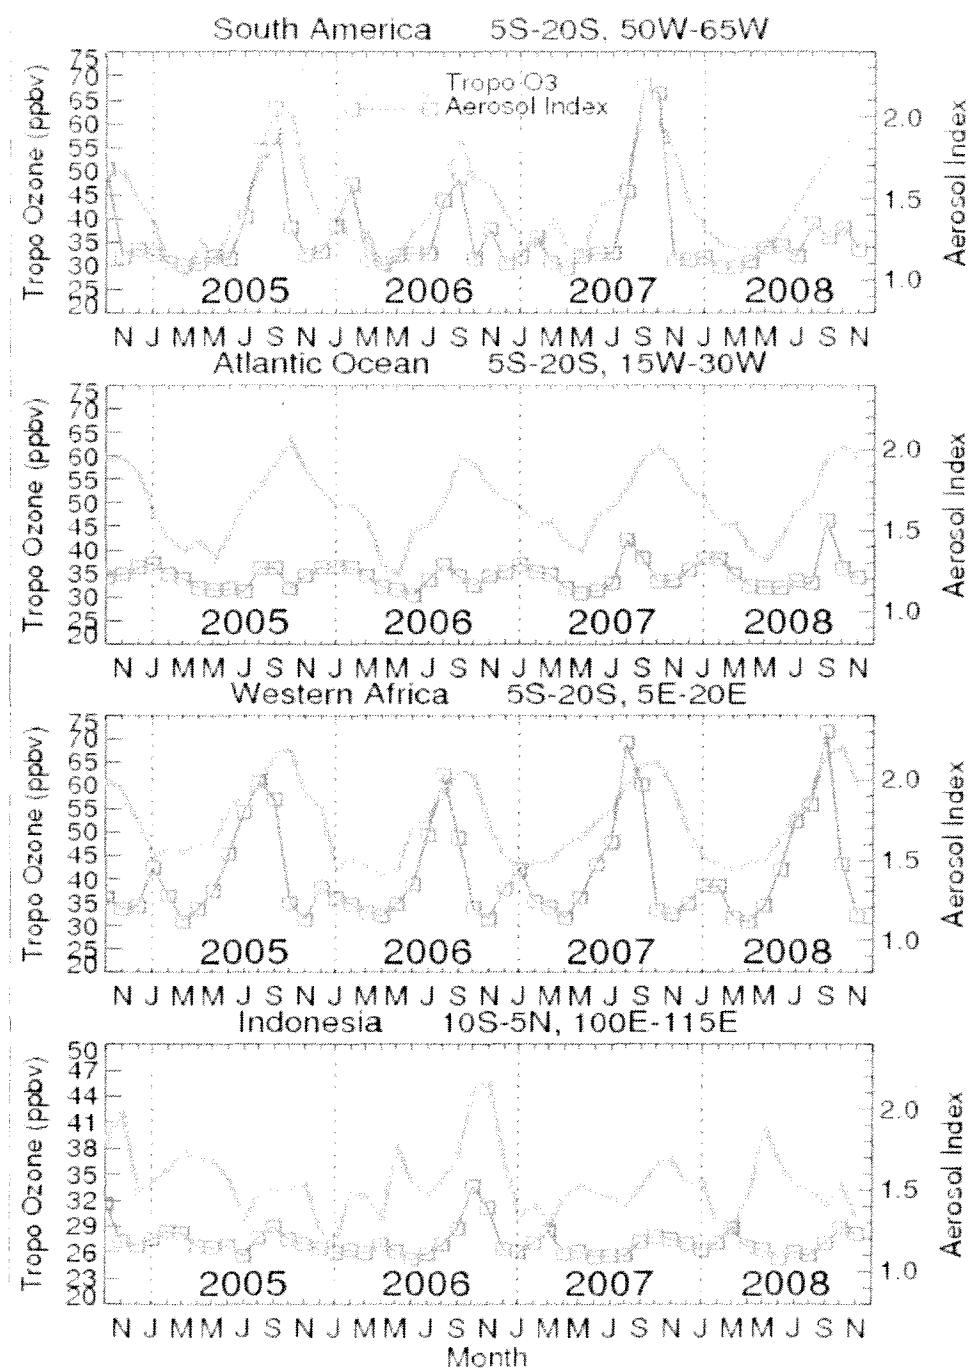 South America 5S-20S, 50W-65W
Tropo Ozone (ppbv)
75
70
65
60
55
50
45
40
35
30
25
20
Tropo O3
Aerosol Index
2.0
1.5
1.0
Aerosol Index
2005 2006 2007 2008
N J M M J S N J M M J S N J M M J S N J M M J S N
Atlantic Ocean 5S-20S, 15W-30W
Tropo Ozone (ppbv)
75
70
65
60
55
50
45
40
35
30
25
20
2.0
1.5
1.0
Aerosol Index
2005 2006 2007 2008
N J M M J S N J M M J S N J M M J S N J M M J S N
Western Africa 5S-20S, 5E-20E
Tropo Ozone (ppbv)
75
70
65
60
55
50
45
40
35
30
25
20
2.0
1.5
1.0
Aerosol Index
2005 2006 2007 2008
N J M M J S N J M M J S N J M M J S N J M M J S N
Indonesia 10S-5N, 100E-115E
Tropo Ozone (ppbv)
50
47
44
41
38
35
32
29
26
23
20
2.0
1.5
1.0
Aerosol Index
2005 2006 2007 2008
N J M M J S N J M M J S N J M M J S N J M M J S N
Month